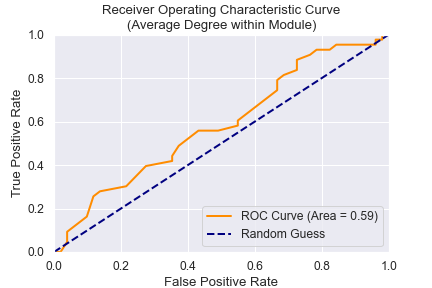 Receiver Operating Characteristic Curve
(Average Degree within Module)
True Positive Rate
1.0
0.8
0.6
0.4
0.2
0.0
ROC Curve (Area = 0.59)
Random Guess
0.0 0.2 0.4 0.6 0.8 1.0
False Positive Rate